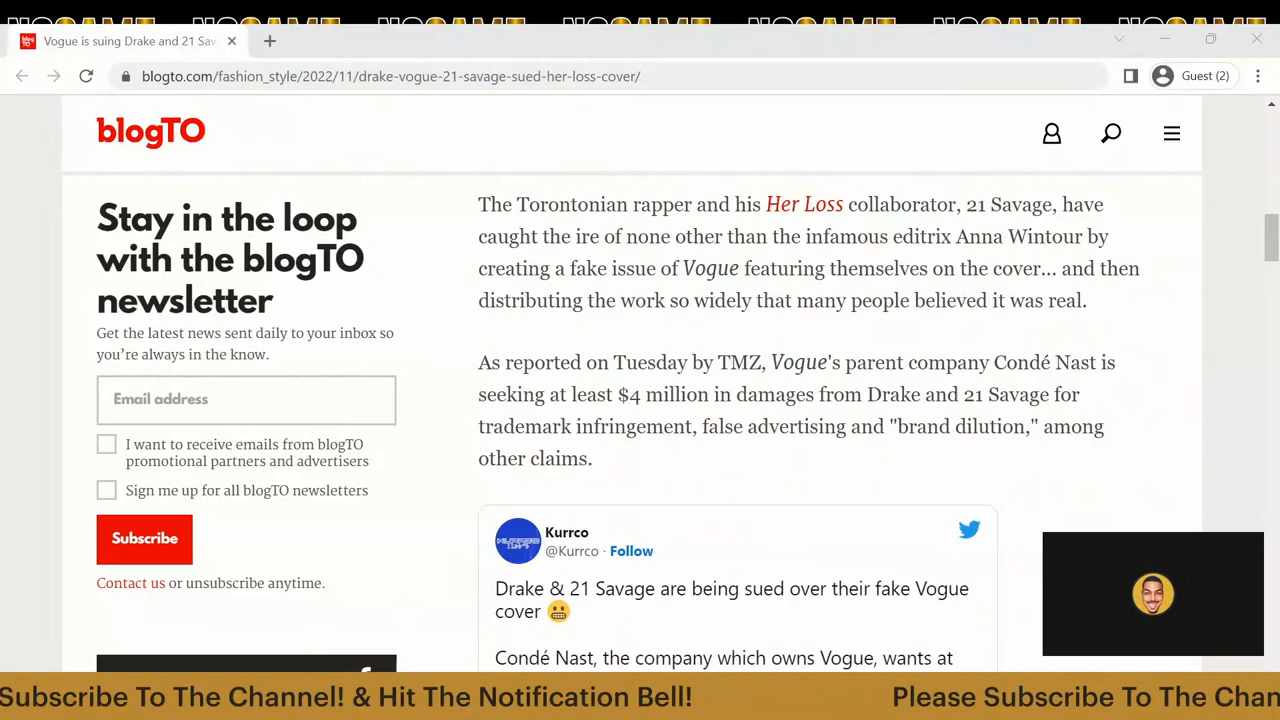 Vogue is suing Drake and 21 Sav
blogto.com/fashion_style/2022/11/drake-vogue-21-savage-sued-her-loss-cover/
Guest (2)
blogTO
Stay in the loop
with the blogTO
newsletter
Get the latest news sent daily to your inbox so
you're always in the know.
Email address
I want to receive emails from blogTO
promotional partners and advertisers
Sign me up for all blogTO newsletters
Subscribe
Contact us or unsubscribe anytime.
The Torontonian rapper and his Her Loss collaborator, 21 Savage, have
caught the ire of none other than the infamous editrix Anna Wintour by
creating a fake issue of Vogue featuring themselves on the cover... and then
distributing the work so widely that many people believed it was real.
As reported on Tuesday by TMZ, Vogue's parent company Condé Nast is
seeking at least $4 million in damages from Drake and 21 Savage for
trademark infringement, false advertising and "brand dilution," among
other claims.
Kurrco
@Kurrco · Follow
Drake & 21 Savage are being sued over their fake Vogue
cover 😬
Condé Nast, the company which owns Vogue, wants at
Subscribe To The Channel! & Hit The Notification Bell! Please Subscribe To The Chan